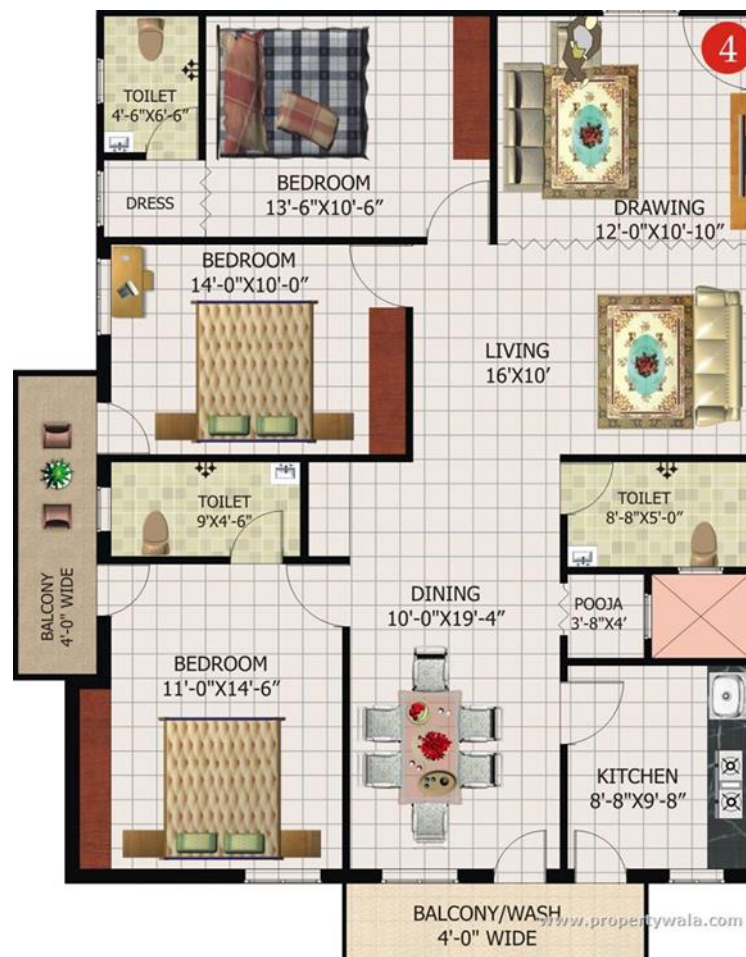 4
TOILET
4'-6"X6'-6"
DRESS
BEDROOM
13'-6"X10'-6"
DRAWING
12'-0"X10'-10"
BEDROOM
14'-0"X10'-0"
LIVING
16'X10'
TOILET
9'X4'-6"
TOILET
8'-8"X5'-0"
BALCONY
4'-0" WIDE
DINING
10'-0"X19'-4"
POOJA
3'-8"X4'
BEDROOM
11'-0"X14'-6"
KITCHEN
8'-8"X9'-8"
BALCONY/WASH
4'-0" WIDE
www.propertywala.com